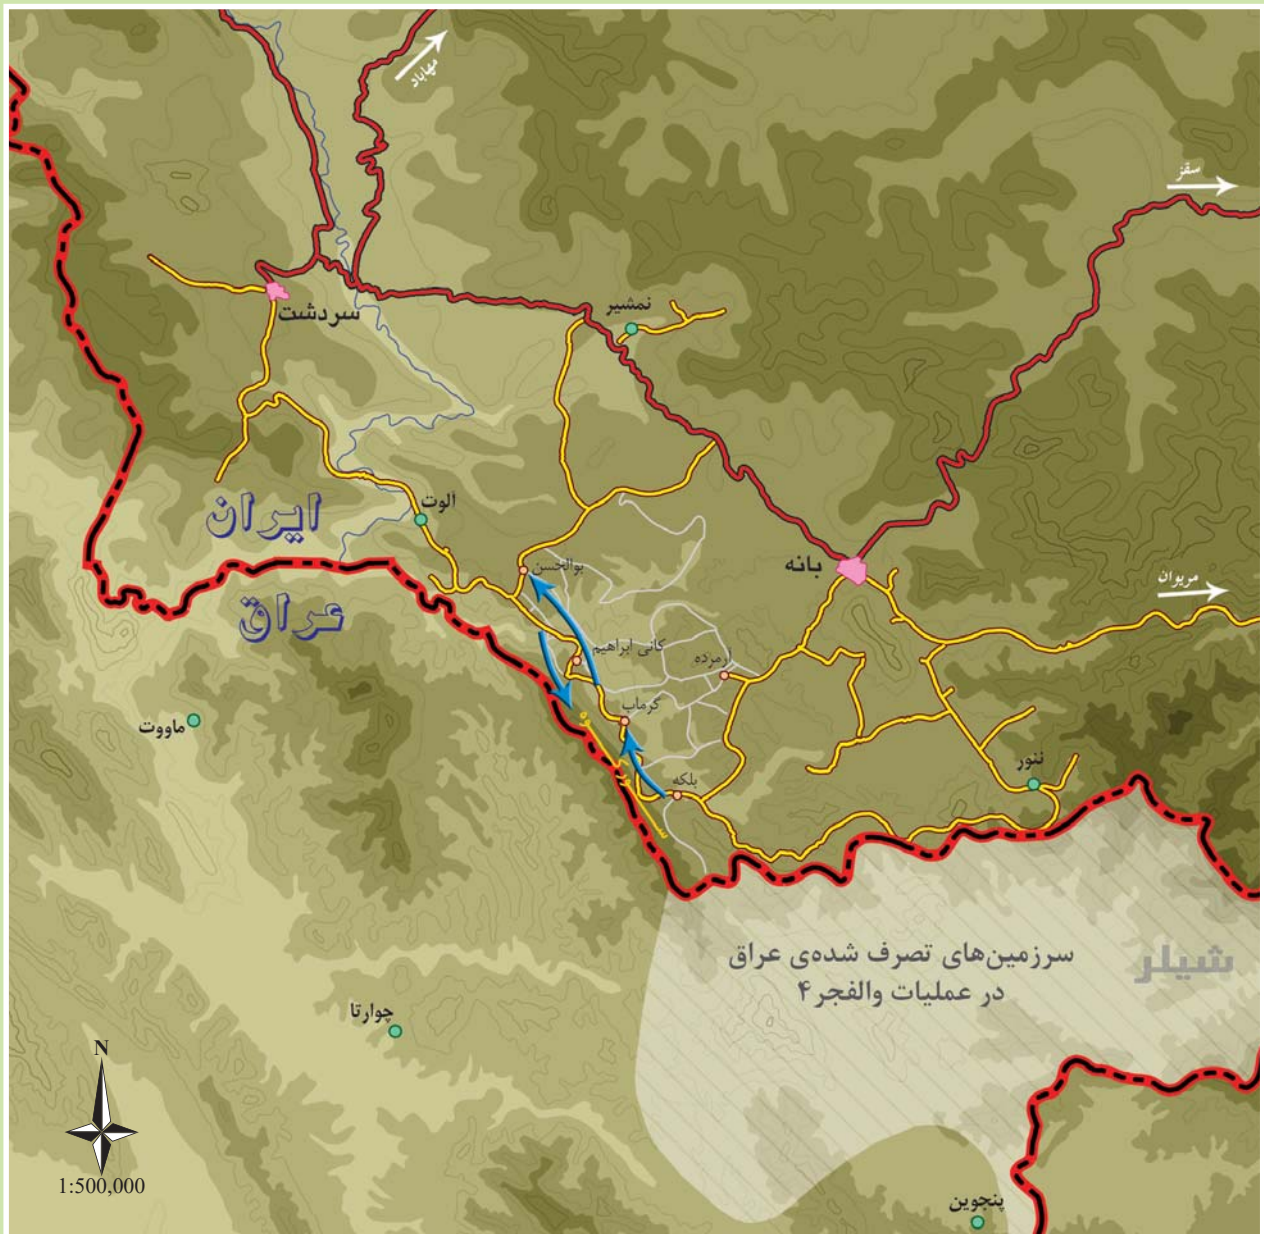 مهاباد
سقز
سردشت
نمشیر
ایران
الوت
بوالحسن
بانه
مریوان
عراق
کانی ابراهیم
آرمرده
کرماب
ماووت
بلکه
ننور
سرزمین‌های تصرف شده‌ی عراق
در عملیات والفجر۴
شیلر
چوارتا
N
1:500,000
پنجوین